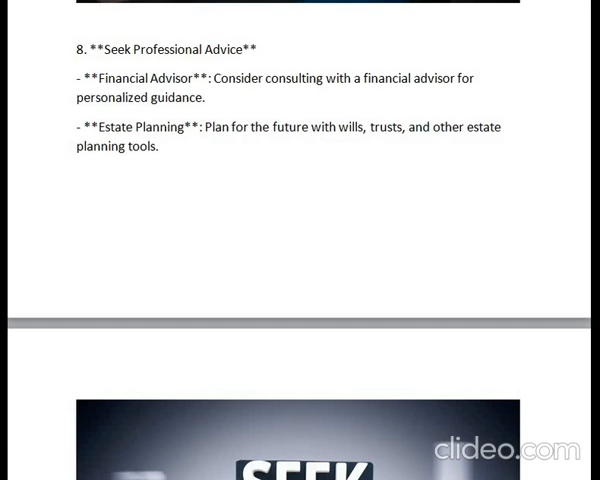 8. **Seek Professional Advice**
- **Financial Advisor**: Consider consulting with a financial advisor for
personalized guidance.
- **Estate Planning**: Plan for the future with wills, trusts, and other estate
planning tools.
SEEK
clideo.com